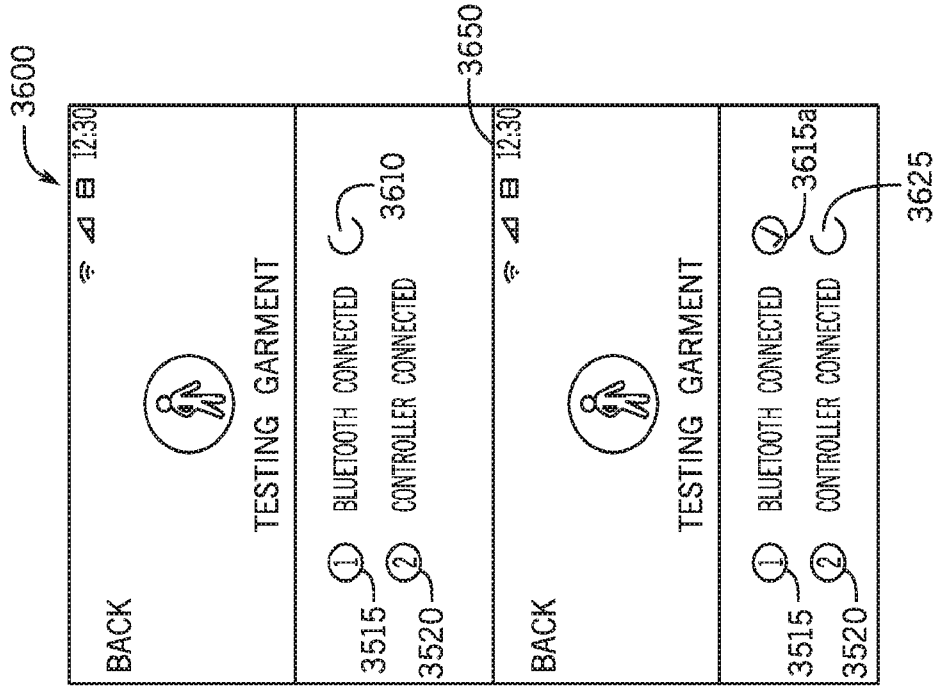 3600
BACK 12:30
TESTING GARMENT
3515 1 BLUETOOTH CONNECTED 3610
3520 2 CONTROLLER CONNECTED
3650
BACK 12:30
TESTING GARMENT
3515 1 BLUETOOTH CONNECTED 3615a
3520 2 CONTROLLER CONNECTED 3625